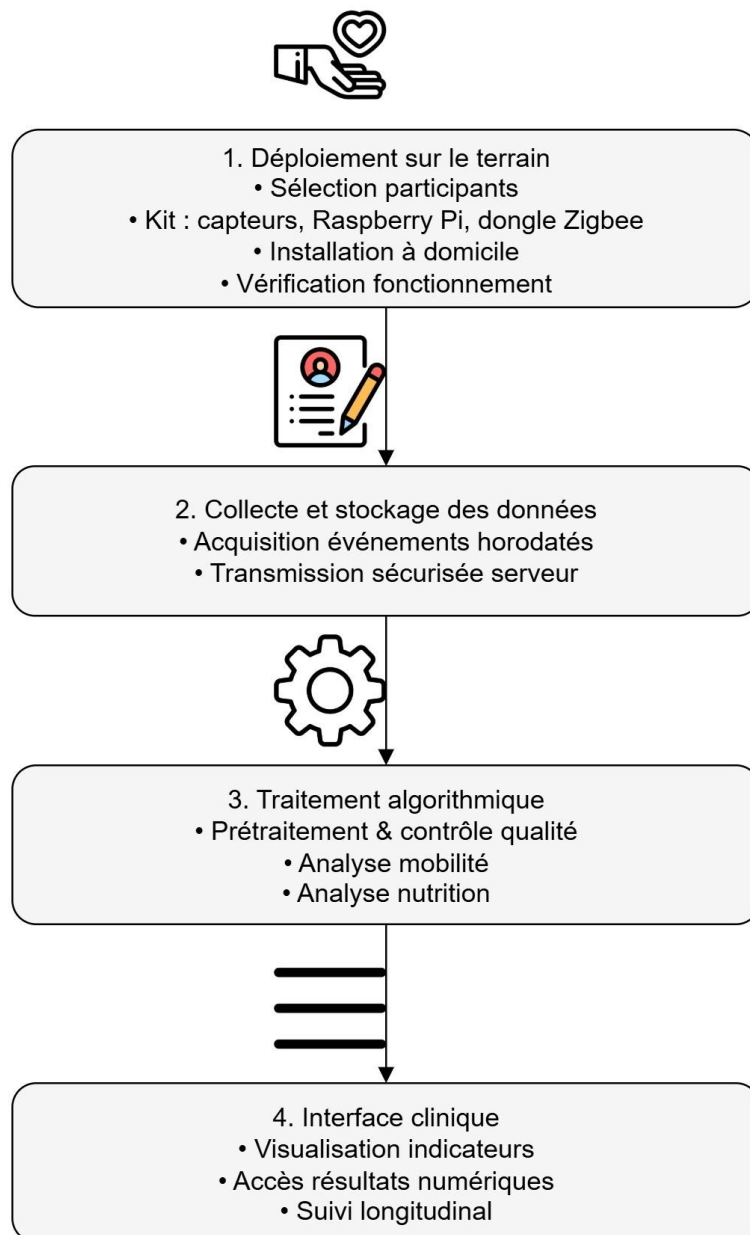 1. Déploiement sur le terrain
• Sélection participants
• Kit : capteurs, Raspberry Pi, dongle Zigbee
• Installation à domicile
• Vérification fonctionnement
2. Collecte et stockage des données
• Acquisition événements horodatés
• Transmission sécurisée serveur
3. Traitement algorithmique
• Prétraitement & contrôle qualité
• Analyse mobilité
• Analyse nutrition
4. Interface clinique
• Visualisation indicateurs
• Accès résultats numériques
• Suivi longitudinal